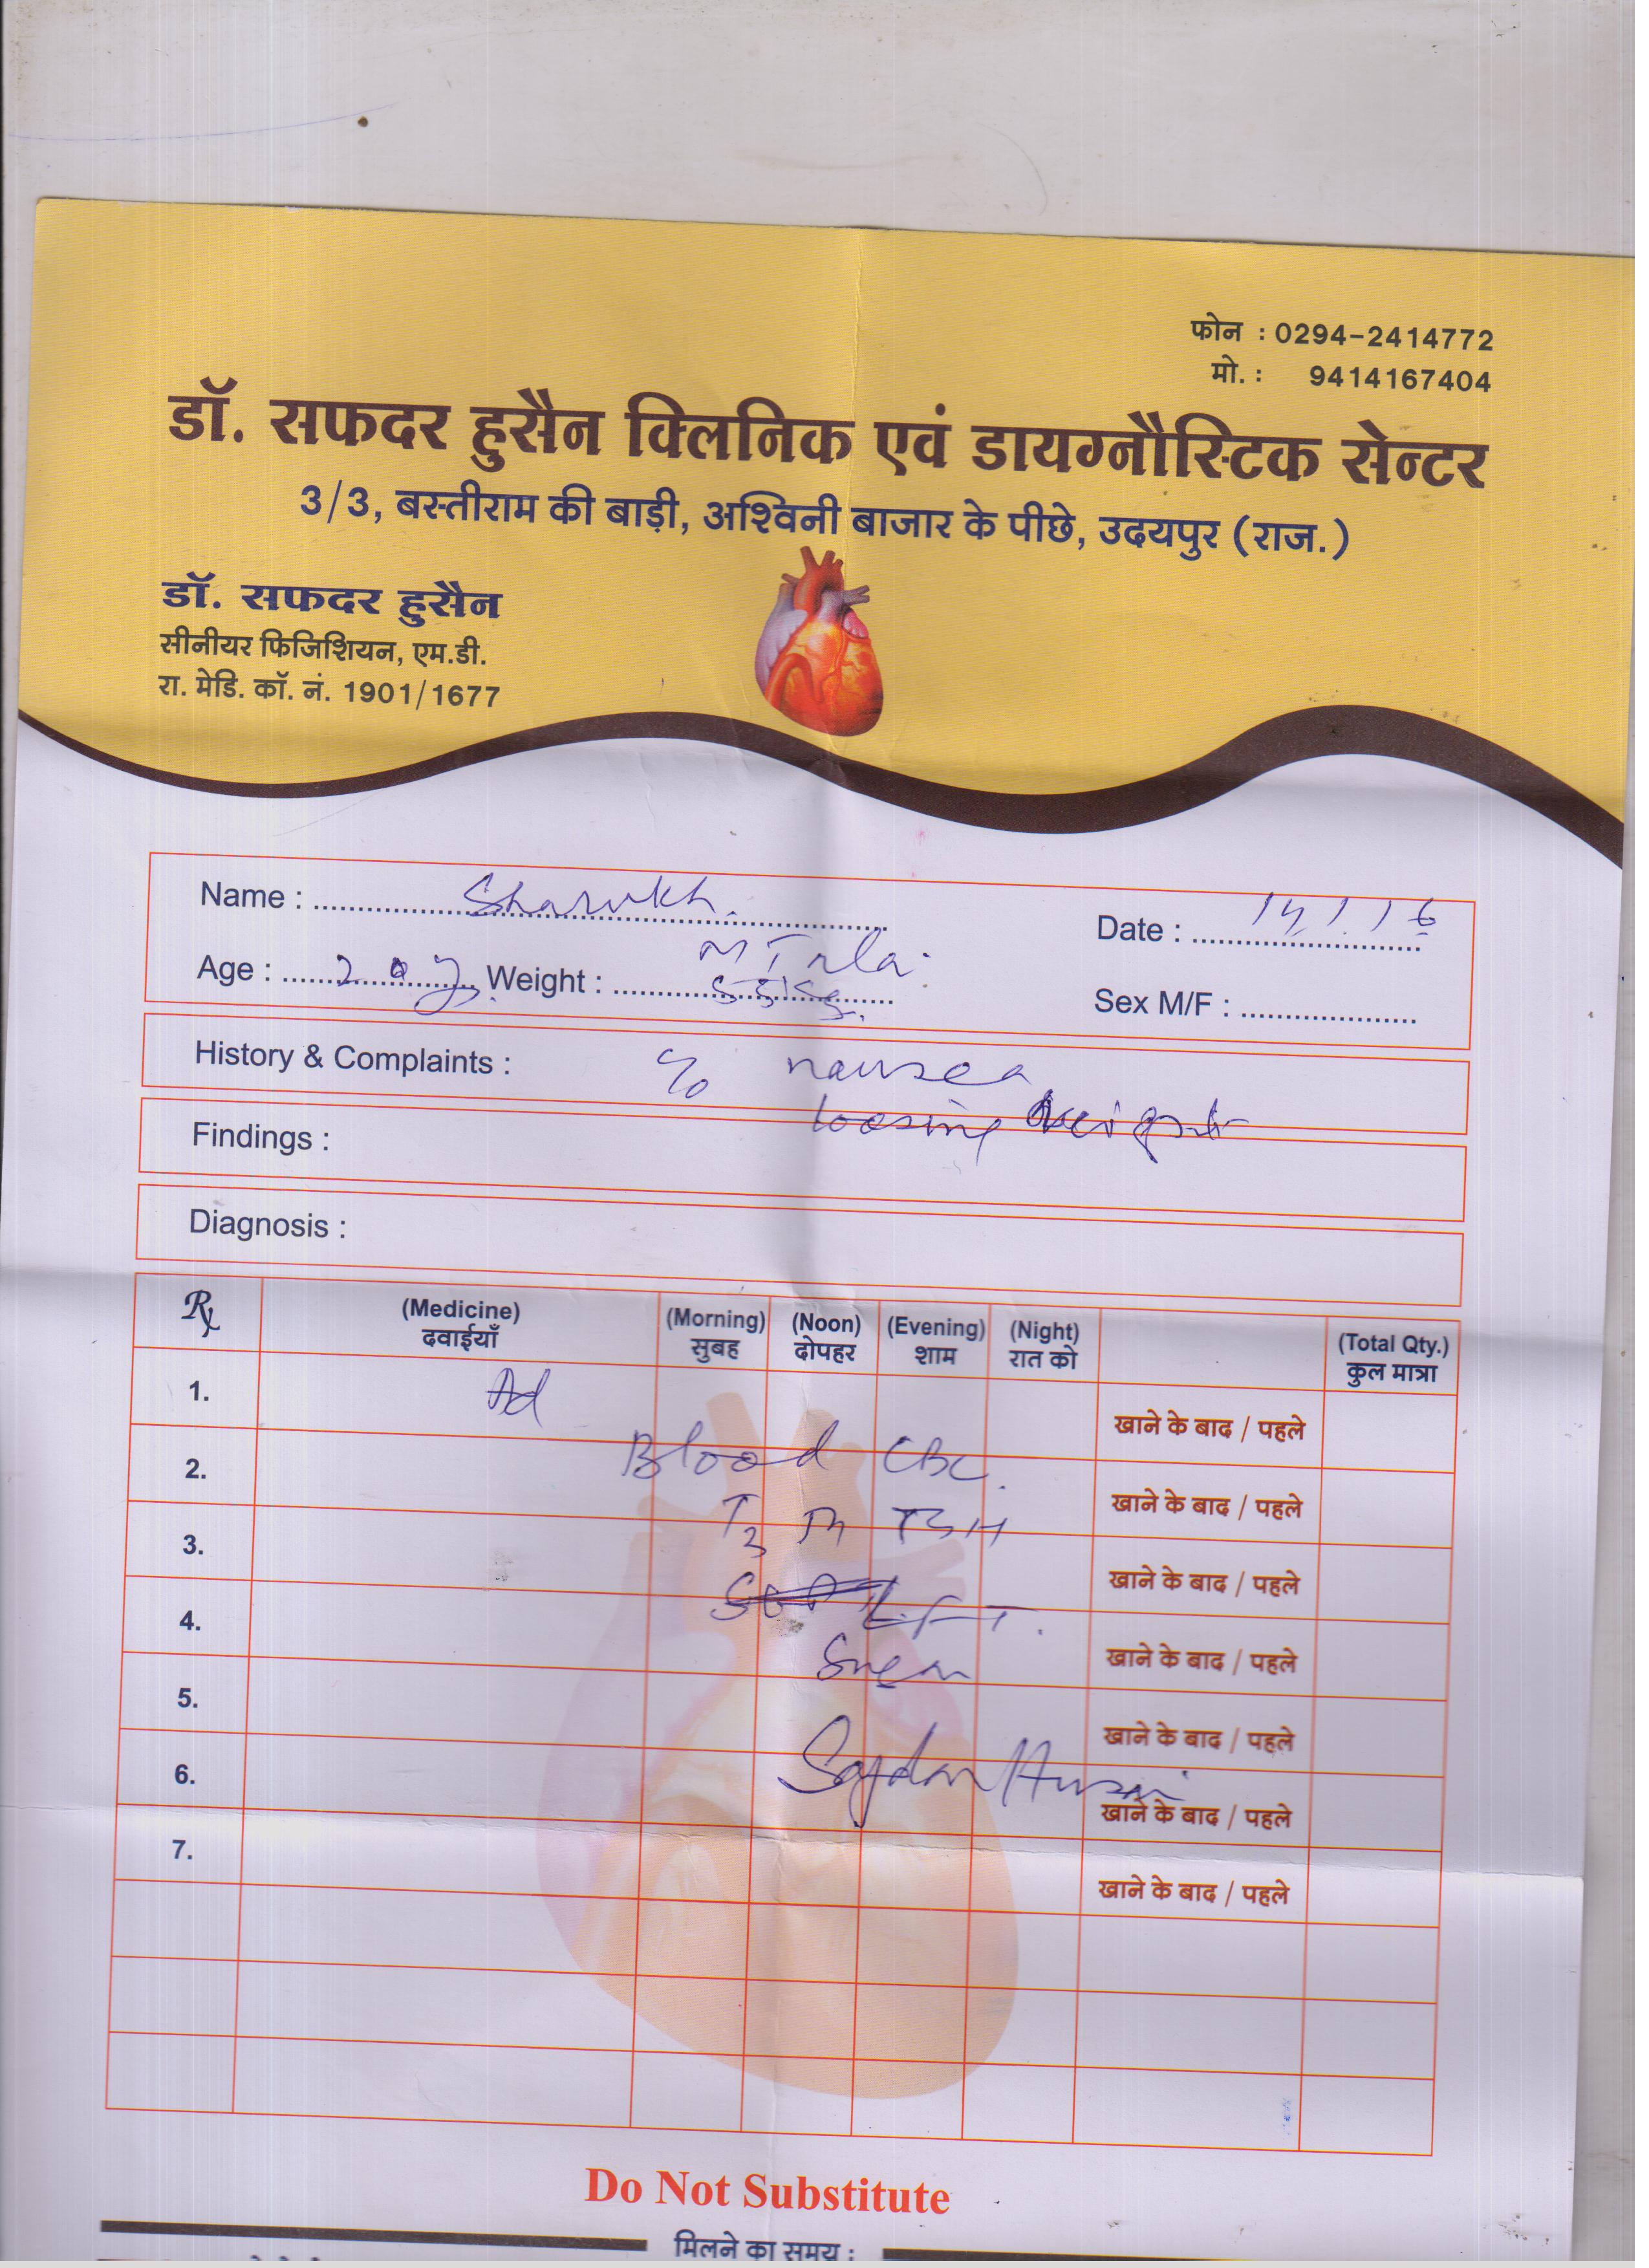 फोन : 0294-2414772
मो. : 9414167404
डॉ. सफदर हुसैन क्लिनिक एवं डायग्नौस्टिक सेन्टर
3/3, बस्तीराम की बाड़ी, अश्विनी बाजार के पीछे, उदयपुर (राज.)
डॉ. सफदर हुसैन
सीनीयर फिजिशियन, एम.डी.
रा. मेडि. कॉ. नं. 1901/1677
Name : Sharukh.
Date :
Age : 20 y Weight :
Sex M/F :
History & Complaints : c/o nausea
loosing weight
Findings :
Diagnosis :
Rx (Medicine) (Morning) (Noon) (Evening) (Night) (Total Qty.)
दवाईयाँ सुबह दोपहर शाम रात को कुल मात्रा
1. Ad खाने के बाद / पहले
Blood CBC.
2. खाने के बाद / पहले
T3 T4 TSH
3. खाने के बाद / पहले
LFT.
4. खाने के बाद / पहले
5. खाने के बाद / पहले
6. Safdar Husain खाने के बाद / पहले
7. खाने के बाद / पहले
Do Not Substitute
मिलने का समय :